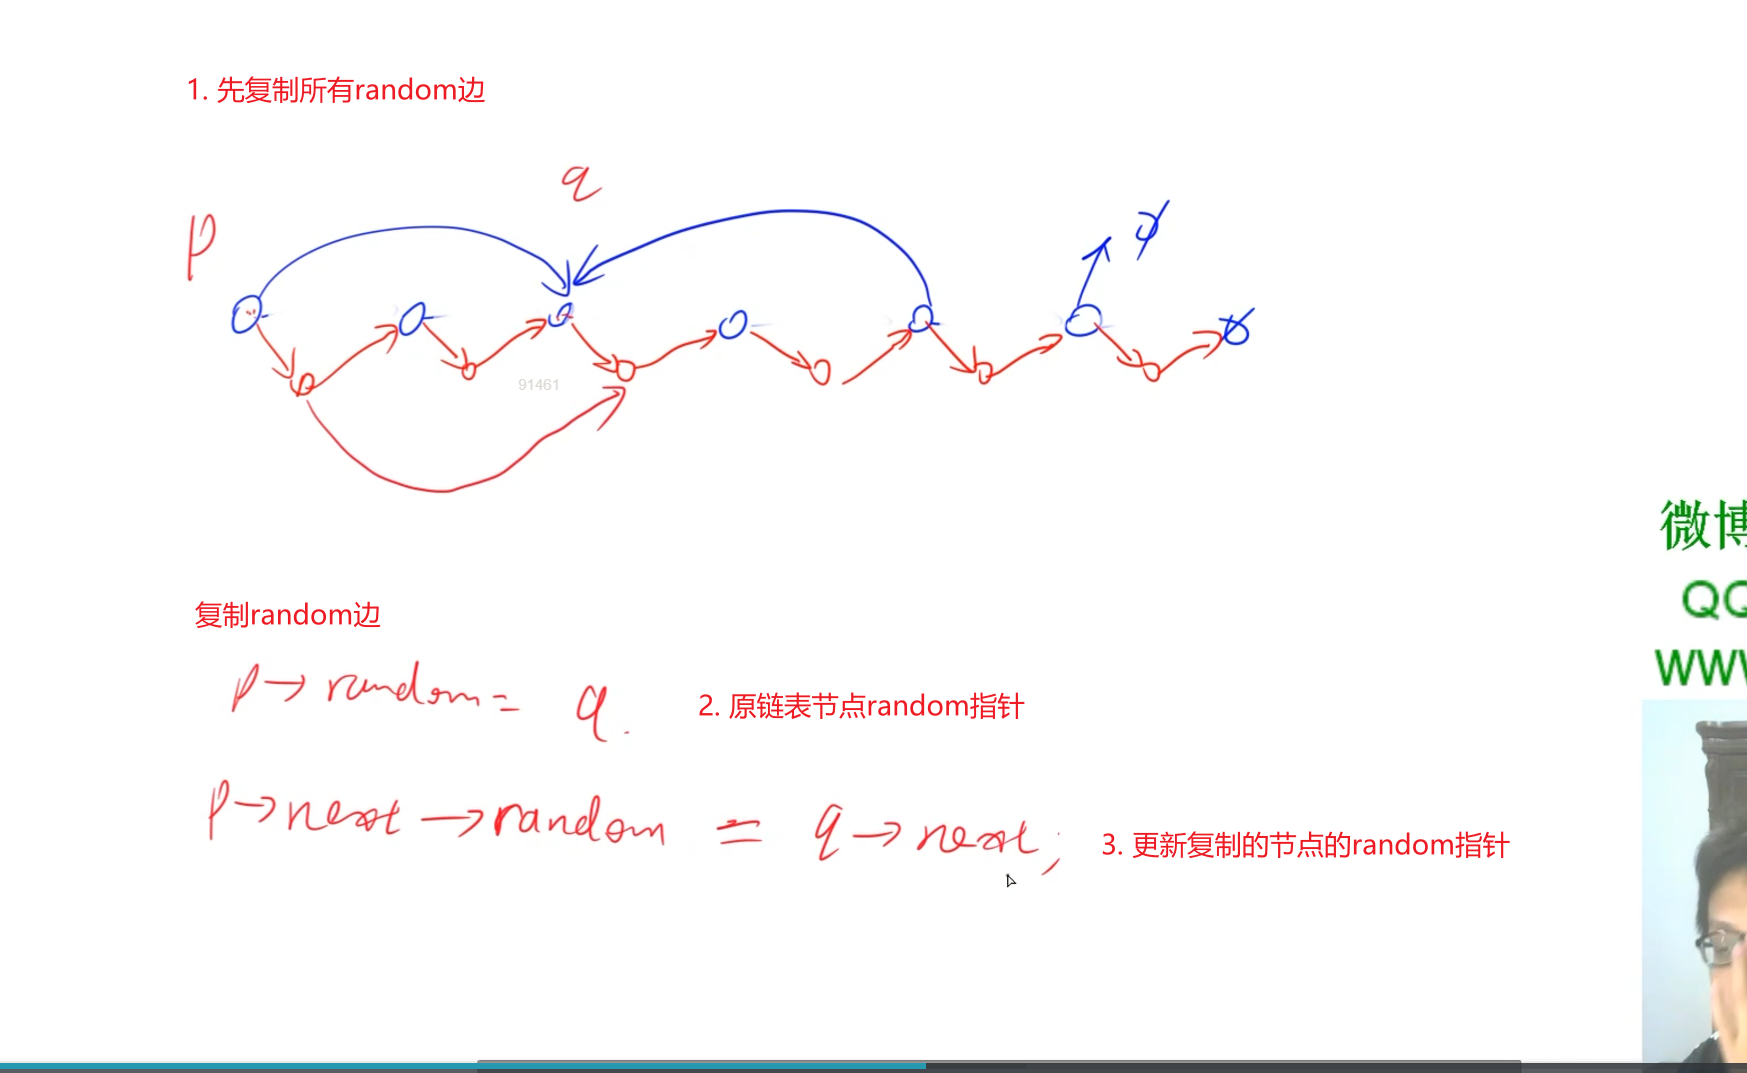 1. 先复制所有random边
q
p
91461
微博
QQ
复制random边
WWW
p→random = q.
2. 原链表节点random指针
p→next→random = q→next;
3. 更新复制的节点的random指针